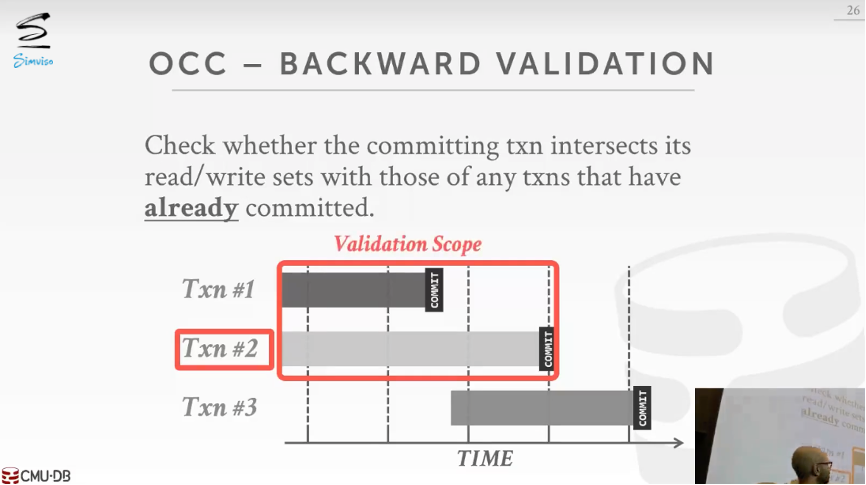 26
Simviso
OCC – BACKWARD VALIDATION
Check whether the committing txn intersects its
read/write sets with those of any txns that have
already committed.
Validation Scope
Txn #1
COMMIT
Txn #2
COMMIT
Txn #3
COMMIT
TIME
CMU·DB
already